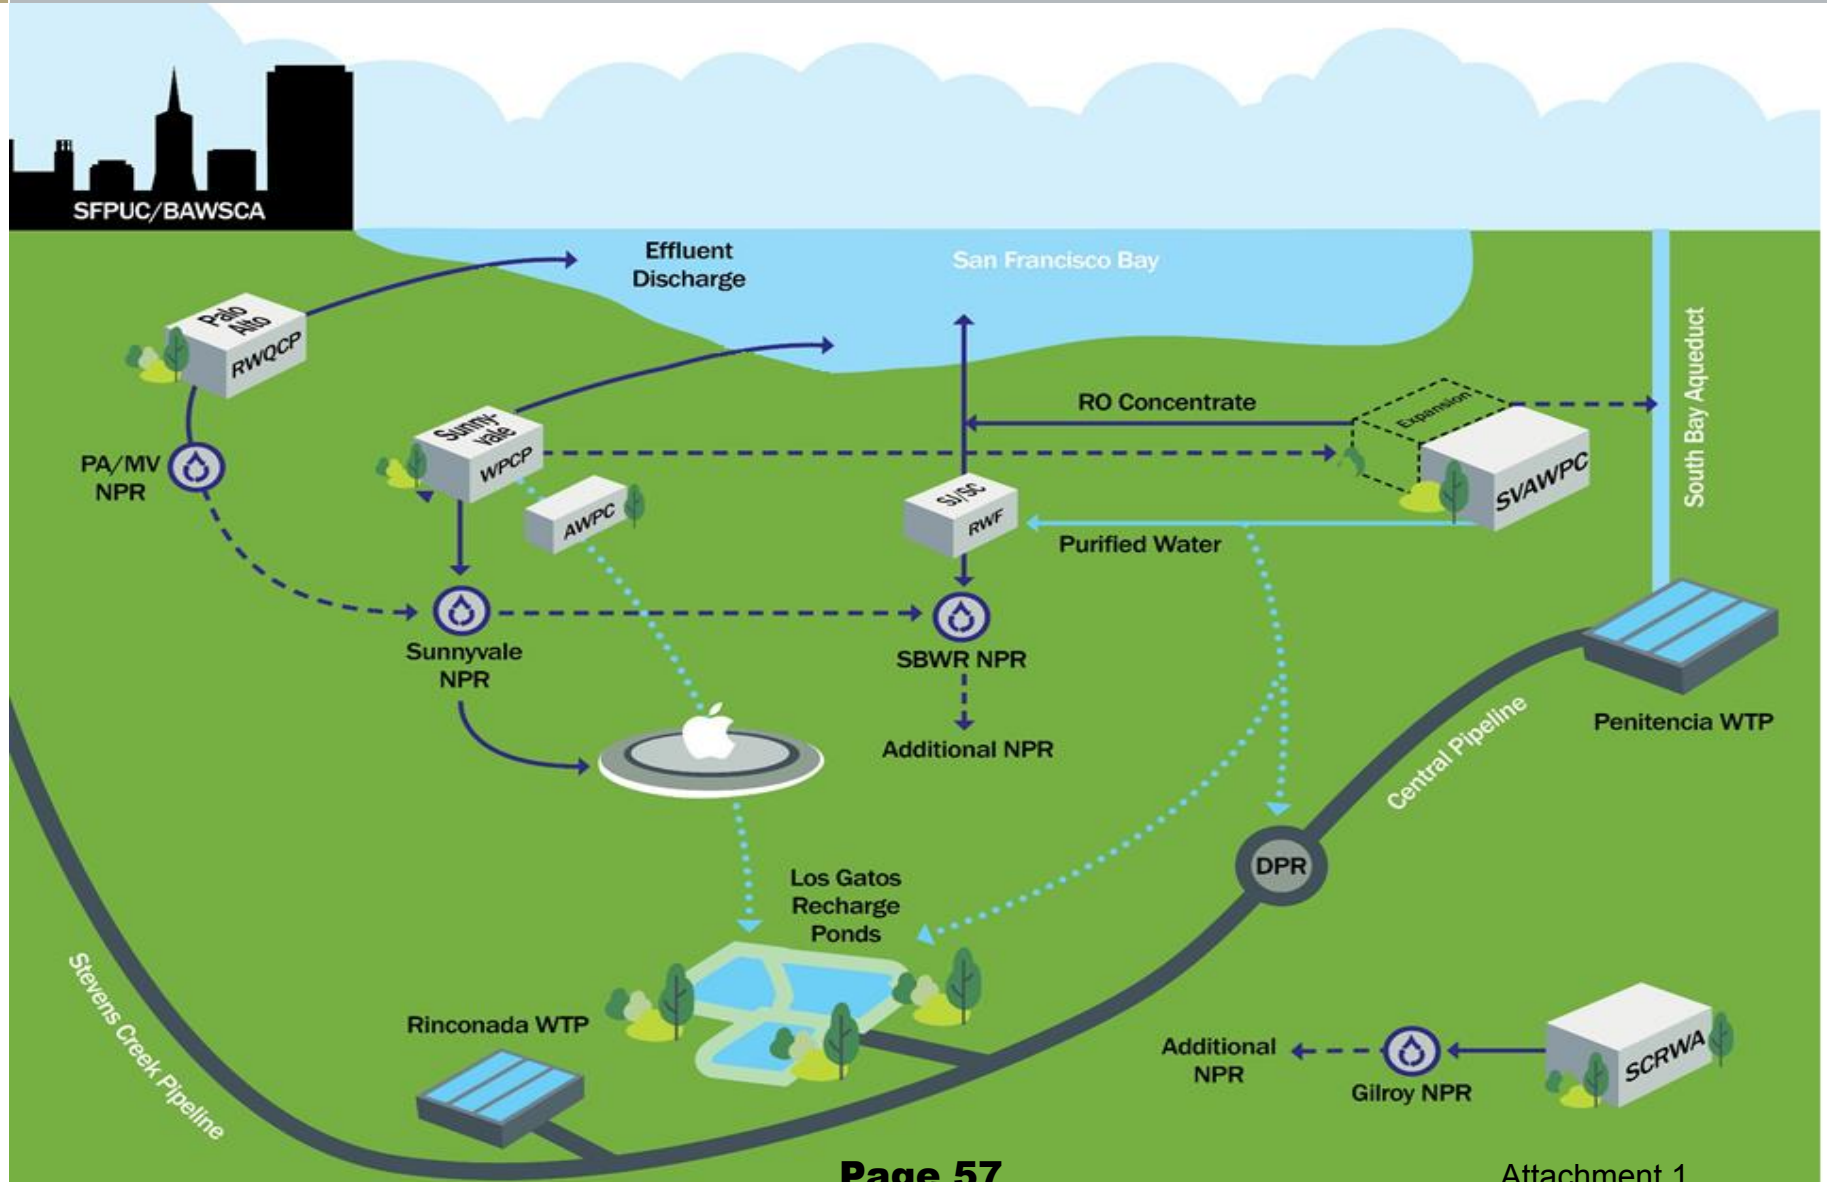 SFPUC/BAWSCA
Effluent
Discharge
San Francisco Bay
Palo
Alto
RWQCP
South Bay Aqueduct
RO Concentrate
Expansion
Sunny-
vale
WPCP
PA/MV
NPR
SVAWPC
AWPC
SJ/SC
RWF
Purified Water
Sunnyvale
NPR
SBWR NPR
Additional NPR
Penitencia WTP
Central Pipeline
DPR
Los Gatos
Recharge
Ponds
Stevens Creek Pipeline
Rinconada WTP
Additional
NPR
Gilroy NPR
SCRWA
Page 57
Attachment 1